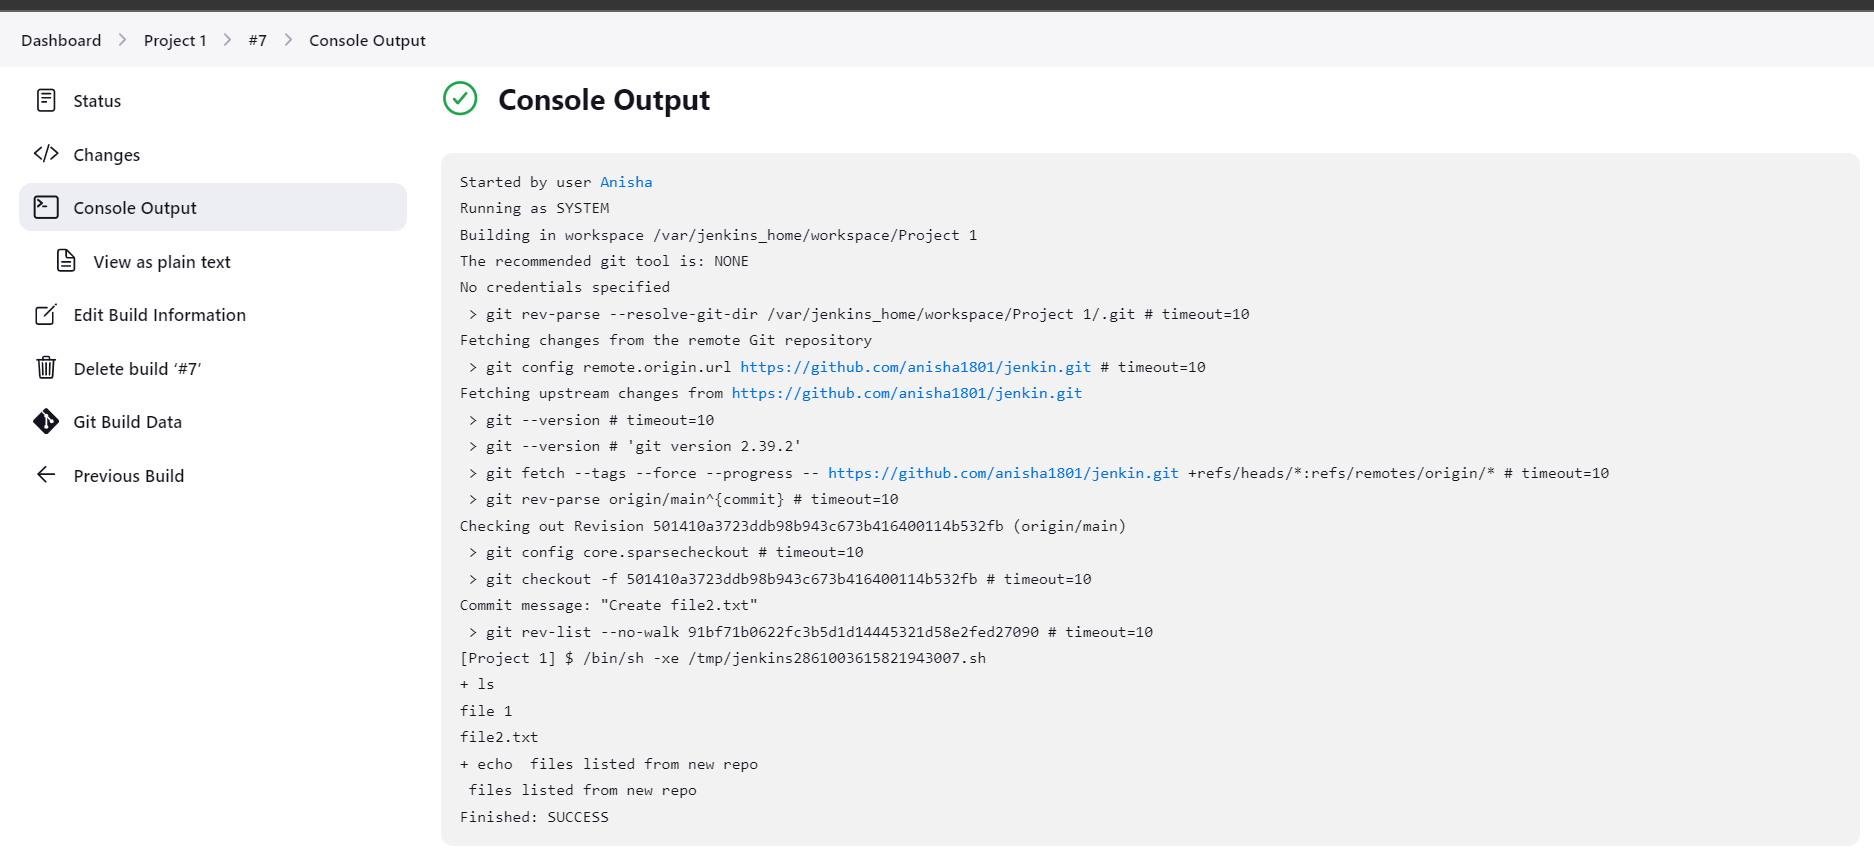 Dashboard > Project 1 > #7 > Console Output
Status
Changes
Console Output
View as plain text
Edit Build Information
Delete build ‘#7’
Git Build Data
Previous Build
Console Output
Started by user Anisha
Running as SYSTEM
Building in workspace /var/jenkins_home/workspace/Project 1
The recommended git tool is: NONE
No credentials specified
 > git rev-parse --resolve-git-dir /var/jenkins_home/workspace/Project 1/.git # timeout=10
Fetching changes from the remote Git repository
 > git config remote.origin.url https://github.com/anisha1801/jenkin.git # timeout=10
Fetching upstream changes from https://github.com/anisha1801/jenkin.git
 > git --version # timeout=10
 > git --version # 'git version 2.39.2'
 > git fetch --tags --force --progress -- https://github.com/anisha1801/jenkin.git +refs/heads/*:refs/remotes/origin/* # timeout=10
 > git rev-parse origin/main^{commit} # timeout=10
Checking out Revision 501410a3723ddb98b943c673b416400114b532fb (origin/main)
 > git config core.sparsecheckout # timeout=10
 > git checkout -f 501410a3723ddb98b943c673b416400114b532fb # timeout=10
Commit message: "Create file2.txt"
 > git rev-list --no-walk 91bf71b0622fc3b5d1d14445321d58e2fed27090 # timeout=10
[Project 1] $ /bin/sh -xe /tmp/jenkins2861003615821943007.sh
+ ls
file 1
file2.txt
+ echo  files listed from new repo
 files listed from new repo
Finished: SUCCESS